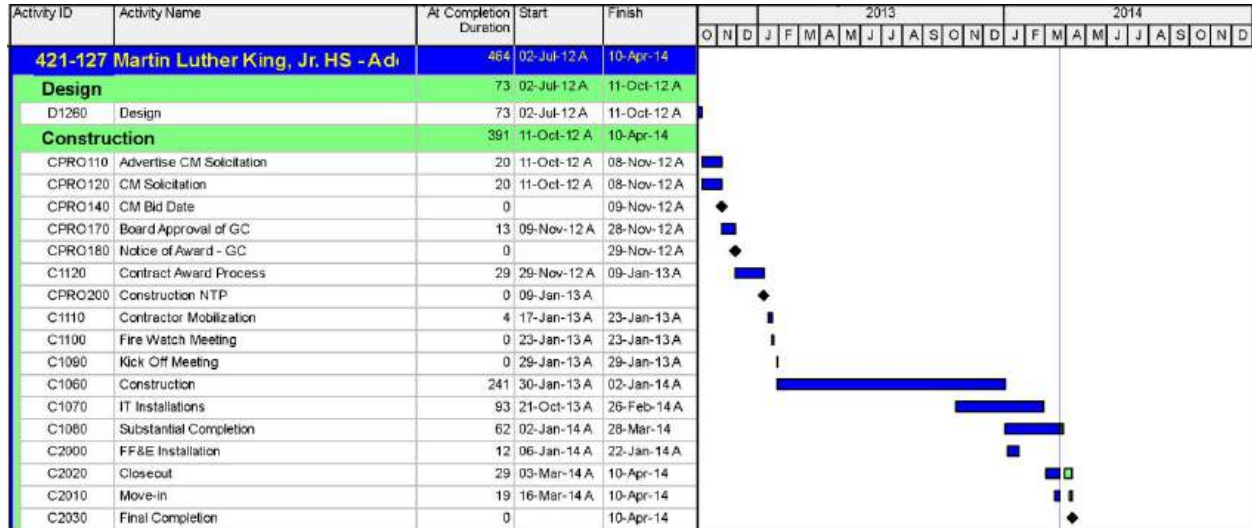 Activity ID Activity Name At Completion Duration Start Finish 2013 2014
O N D J F M A M J J A S O N D J F M A M J J A S O N D
421-127 Martin Luther King, Jr. HS - Ad 464 02-Jul-12 A 10-Apr-14
Design 73 02-Jul-12 A 11-Oct-12 A
D1260 Design 73 02-Jul-12 A 11-Oct-12 A
Construction 391 11-Oct-12 A 10-Apr-14
CPRO110 Advertise CM Solcitation 20 11-Oct-12 A 08-Nov-12 A
CPRO120 CM Solicitation 20 11-Oct-12 A 08-Nov-12 A
CPRO140 CM Bid Date 0 09-Nov-12 A
CPRO170 Board Approval of GC 13 09-Nov-12 A 28-Nov-12 A
CPRO180 Notice of Award - GC 0 29-Nov-12 A
C1120 Contract Award Process 29 29-Nov-12 A 09-Jan-13 A
CPRO200 Construction NTP 0 09-Jan-13 A
C1110 Contractor Mobilization 4 17-Jan-13 A 23-Jan-13 A
C1100 Fire Watch Meeting 0 23-Jan-13 A 23-Jan-13 A
C1090 Kick Off Meeting 0 29-Jan-13 A 29-Jan-13 A
C1060 Construction 241 30-Jan-13 A 02-Jan-14 A
C1070 IT Installations 93 21-Oct-13 A 26-Feb-14 A
C1080 Substantial Completion 62 02-Jan-14 A 28-Mar-14
C2000 FF&E Installation 12 06-Jan-14 A 22-Jan-14 A
C2020 Closeout 29 03-Mar-14 A 10-Apr-14
C2010 Move-in 19 16-Mar-14 A 10-Apr-14
C2030 Final Completion 0 10-Apr-14